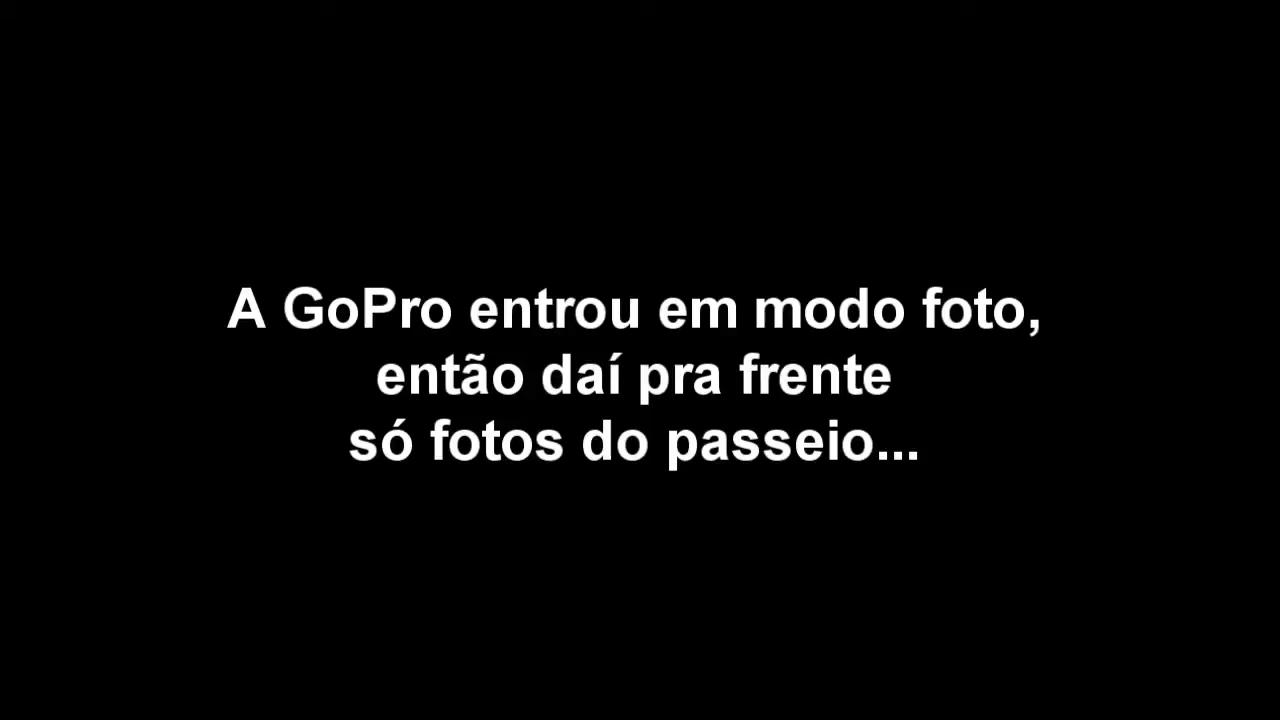 A GoPro entrou em modo foto,
então daí pra frente
só fotos do passeio...